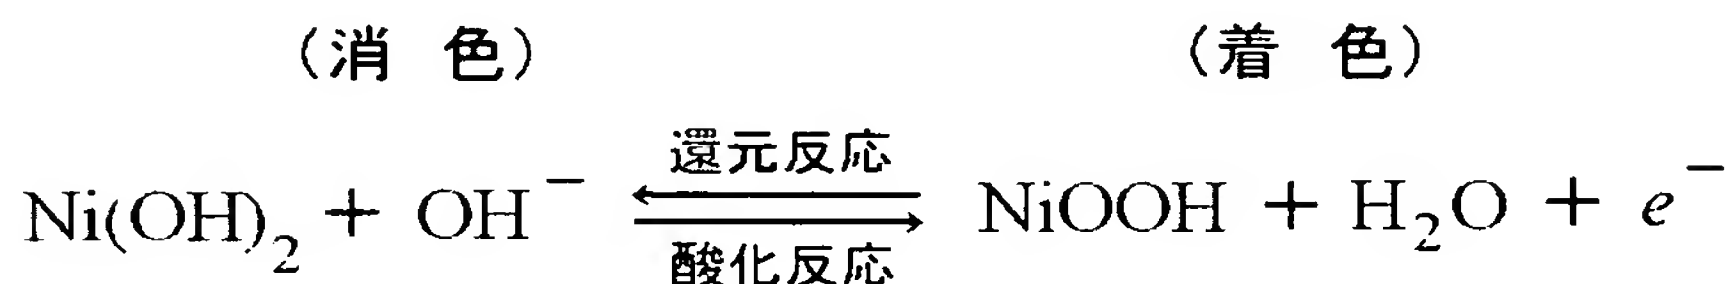 (消 色) (着 色)
還元反応
Ni(OH)₂ + OH⁻ ⇄ NiOOH + H₂O + e⁻
酸化反応